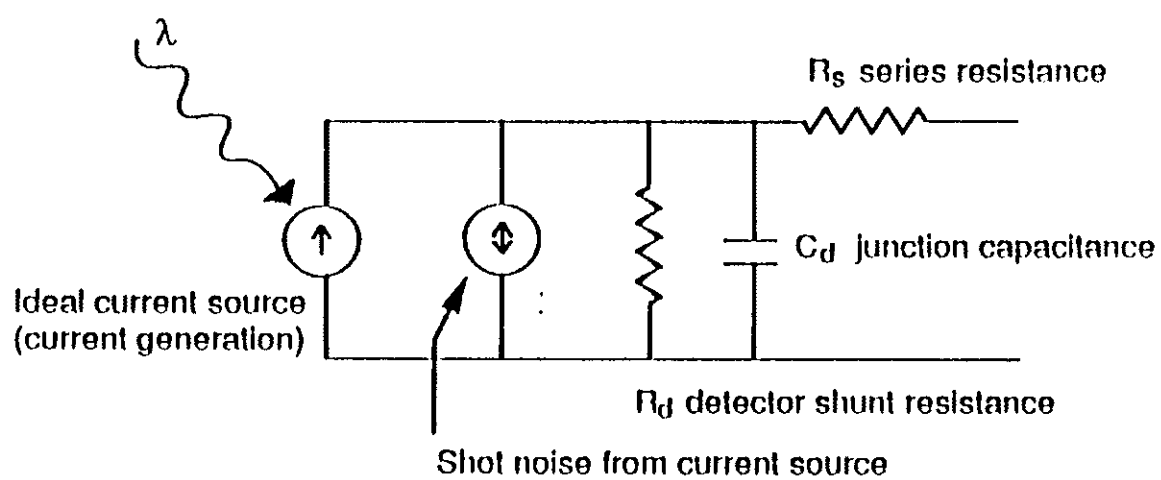 λ
Rs series resistance
Cd junction capacitance
Ideal current source
(current generation)
Rd detector shunt resistance
Shot noise from current source